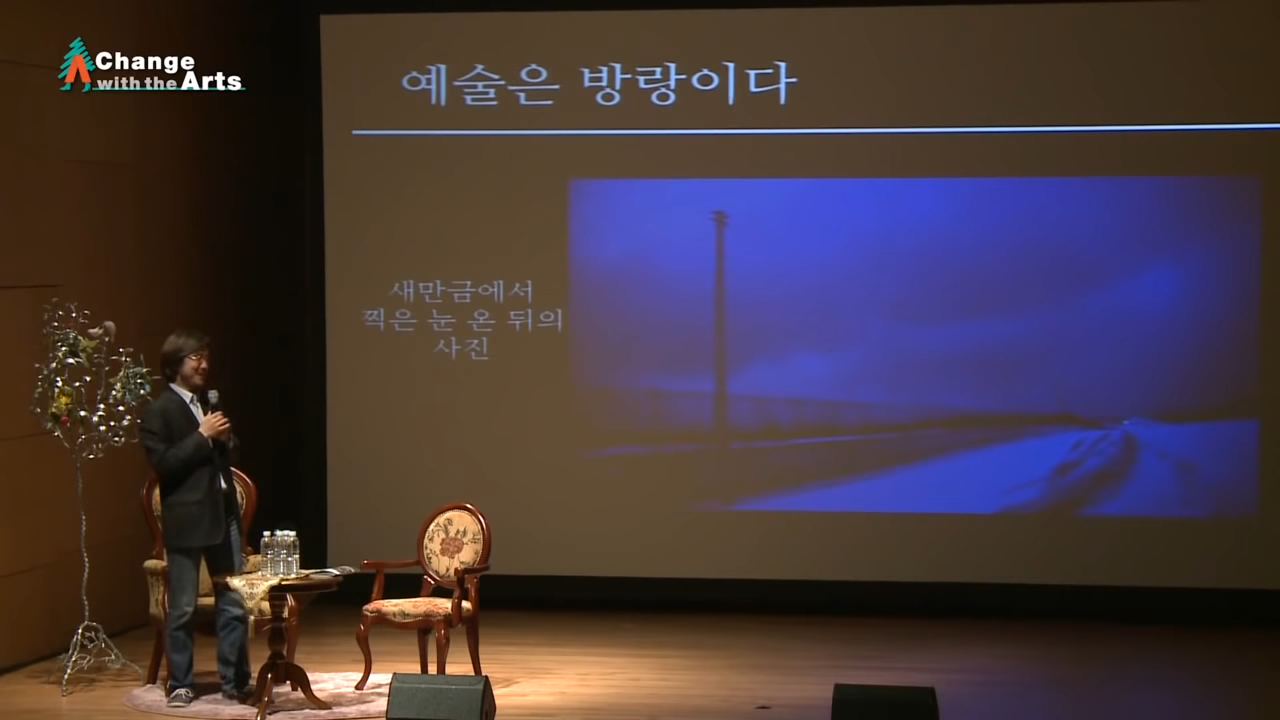 Change
with the Arts
예술은 방랑이다
새만금에서
찍은 눈 온 뒤의
사진